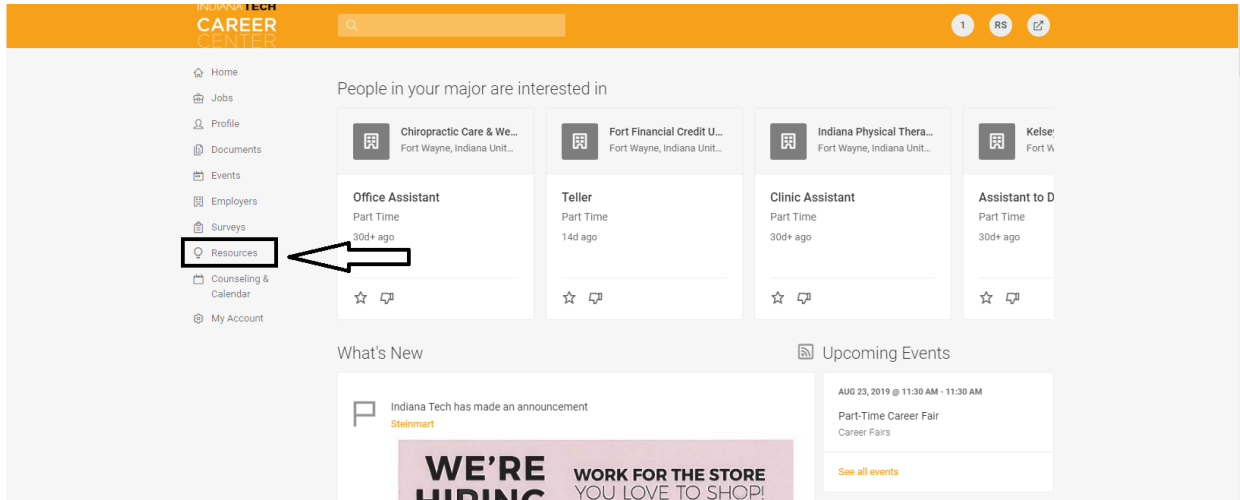 INDIANA TECH
CAREER
CENTER
1
RS
Home
Jobs
Profile
Documents
Events
Employers
Surveys
Resources
Counseling &
Calendar
My Account
People in your major are interested in
Chiropractic Care & We...
Fort Wayne, Indiana Unit...
Office Assistant
Part Time
30d+ ago
Fort Financial Credit U...
Fort Wayne, Indiana Unit...
Teller
Part Time
14d ago
Indiana Physical Thera...
Fort Wayne, Indiana Unit...
Clinic Assistant
Part Time
30d+ ago
Kelsey
Fort W
Assistant to D
Part Time
30d+ ago
What's New
Indiana Tech has made an announcement
Steinmart
WE'RE
HIRING
WORK FOR THE STORE
YOU LOVE TO SHOP!
Upcoming Events
AUG 23, 2019 @ 11:30 AM - 11:30 AM
Part-Time Career Fair
Career Fairs
See all events